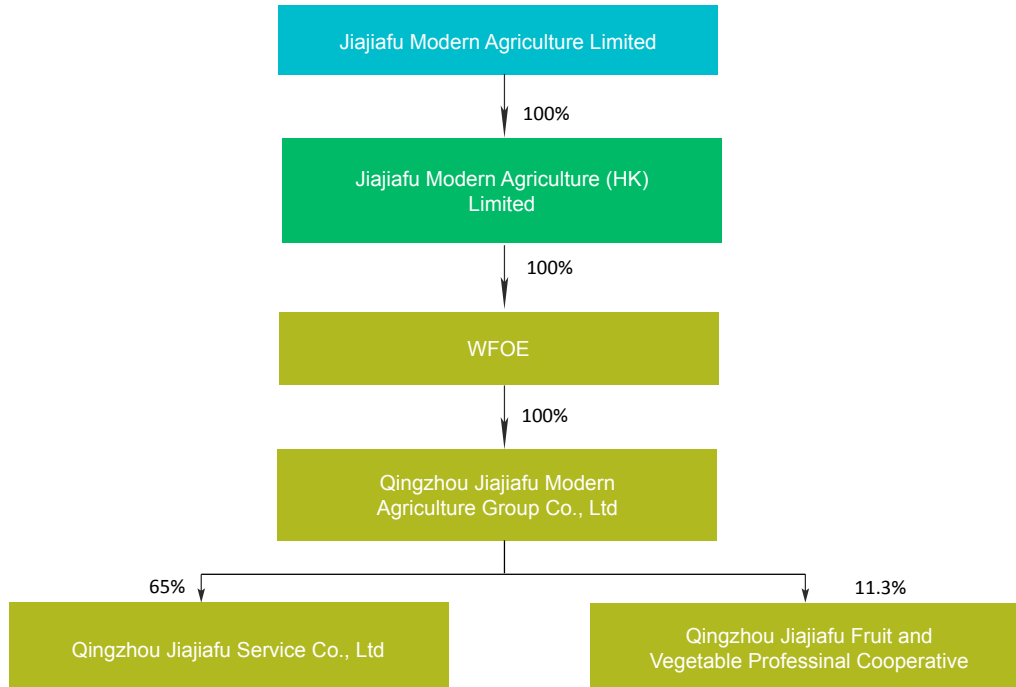 Jiajiafu Modern Agriculture Limited
100%
Jiajiafu Modern Agriculture (HK)
Limited
100%
WFOE
100%
Qingzhou Jiajiafu Modern
Agriculture Group Co., Ltd
65%
11.3%
Qingzhou Jiajiafu Service Co., Ltd
Qingzhou Jiajiafu Fruit and
Vegetable Professinal Cooperative